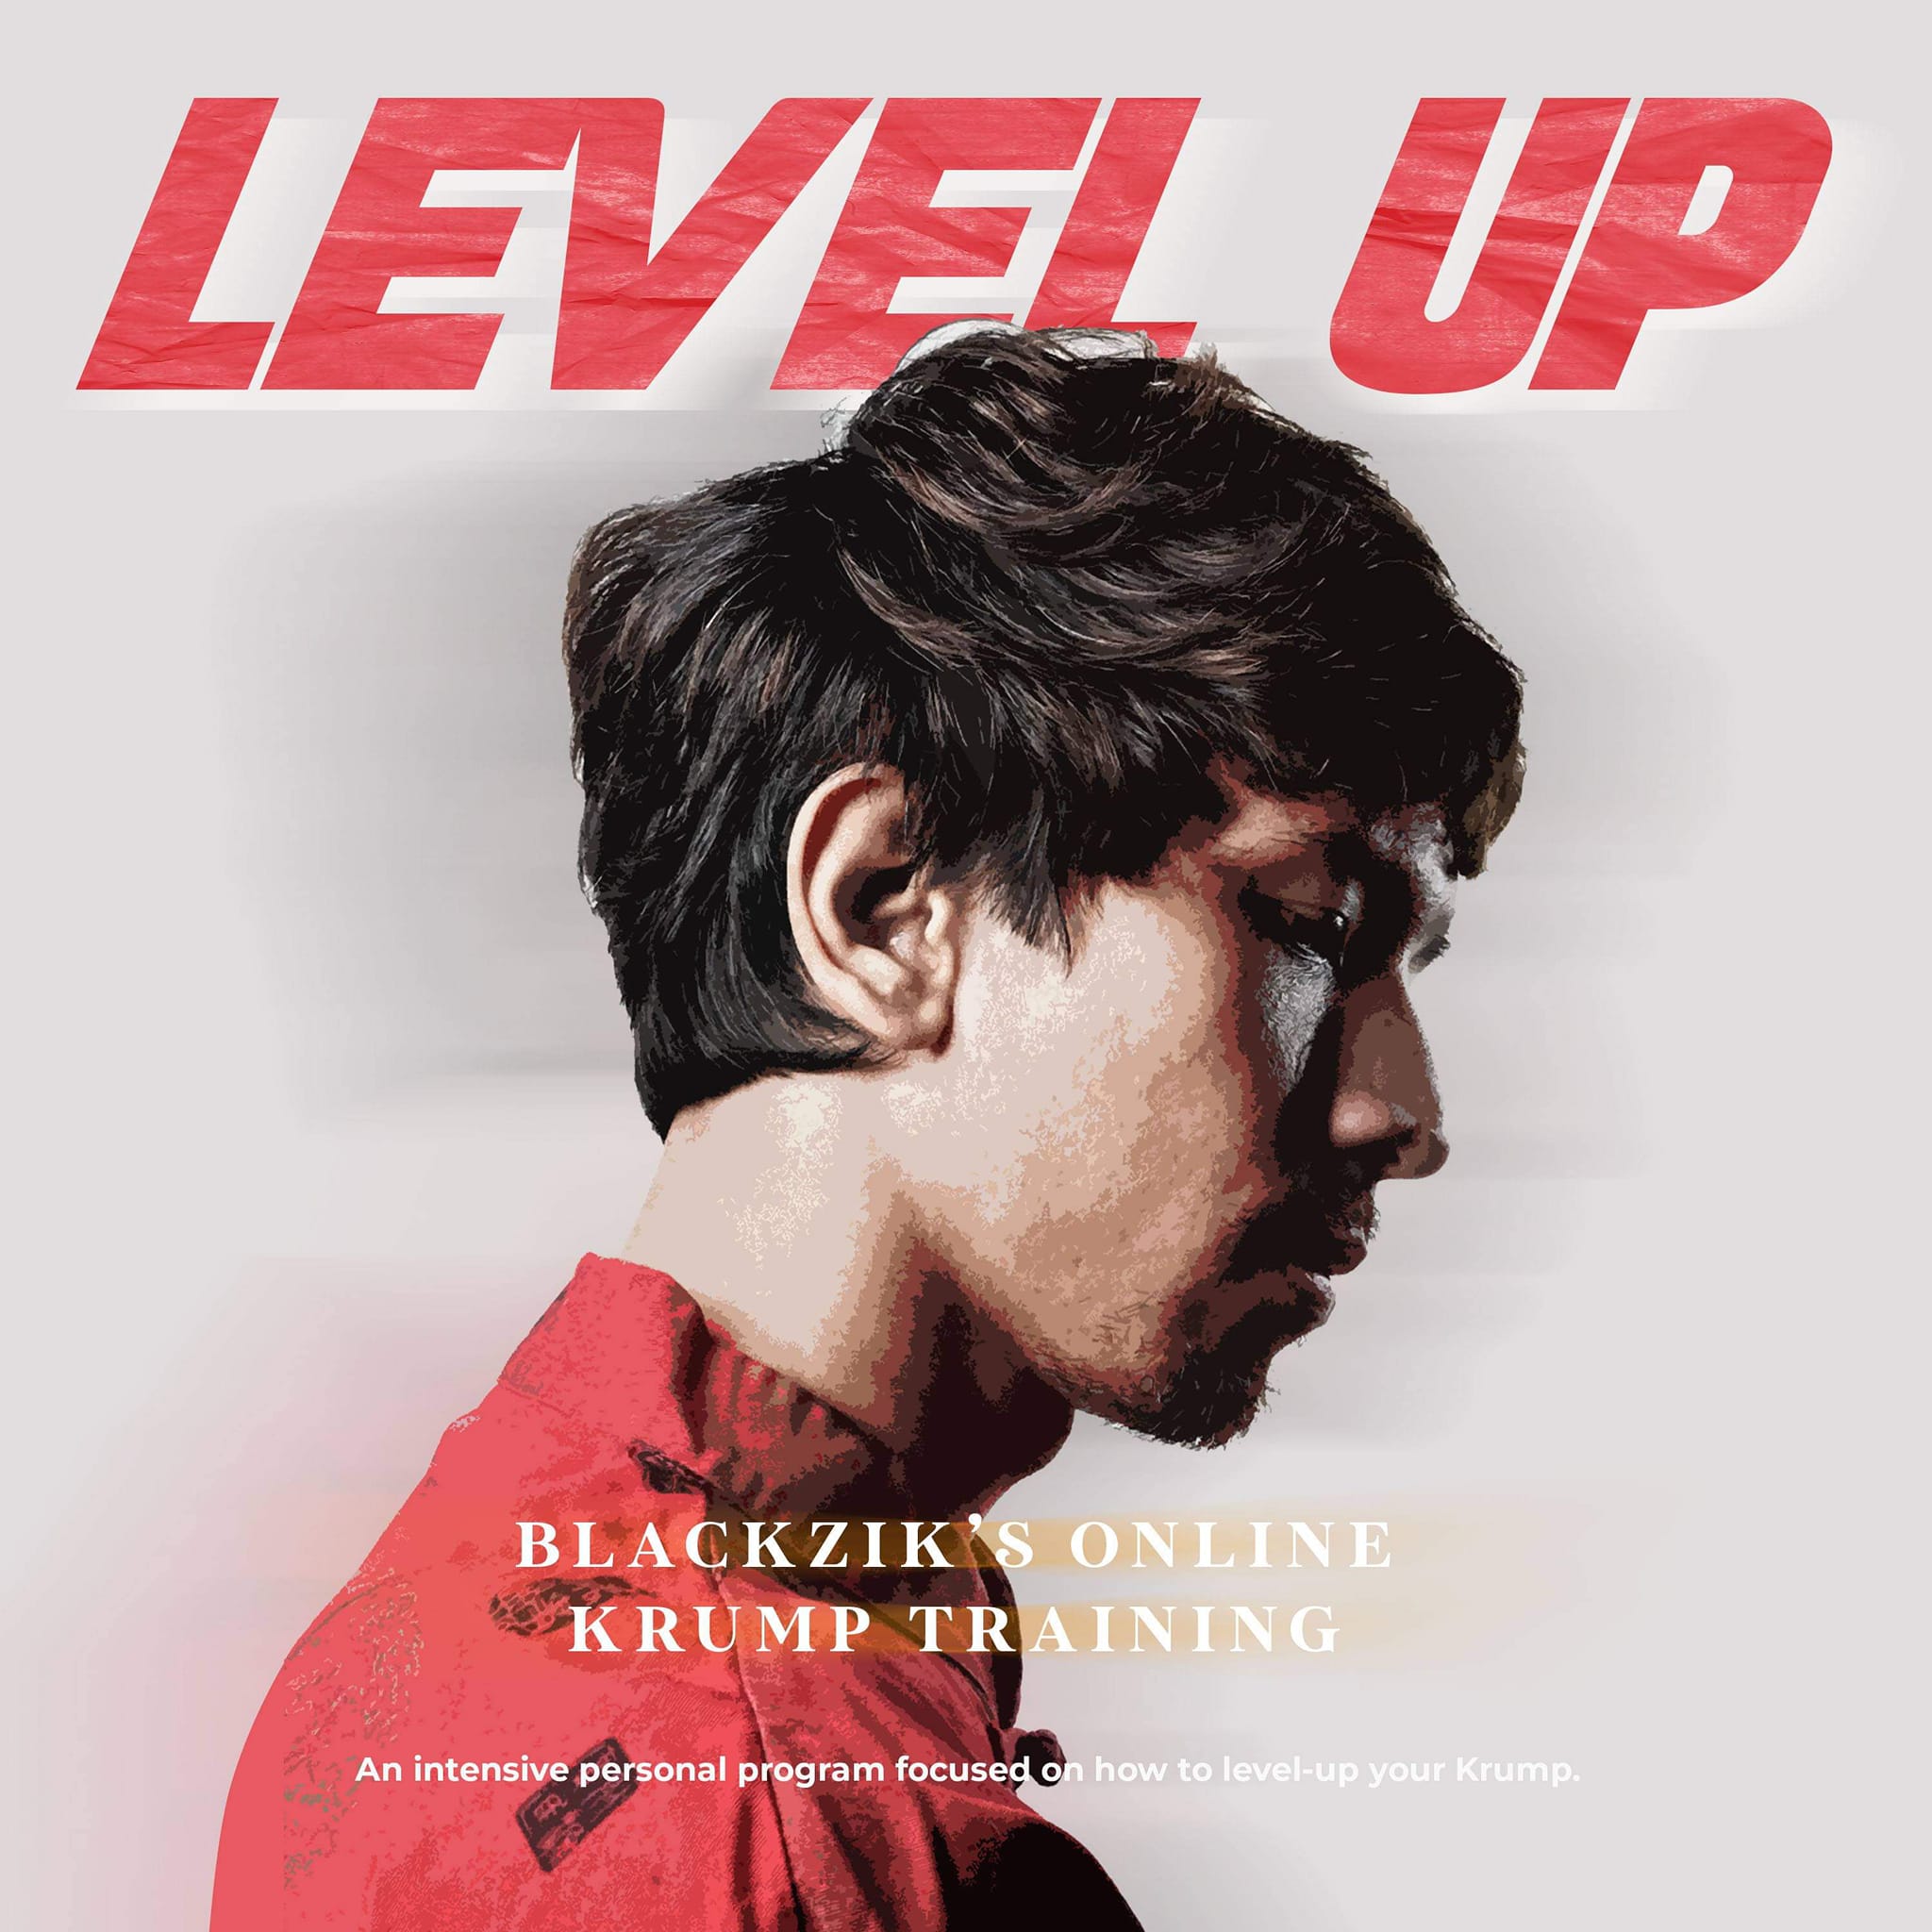 LEVEL UP
BLACKZIK’S ONLINE
KRUMP TRAINING
An intensive personal program focused on how to level-up your Krump.